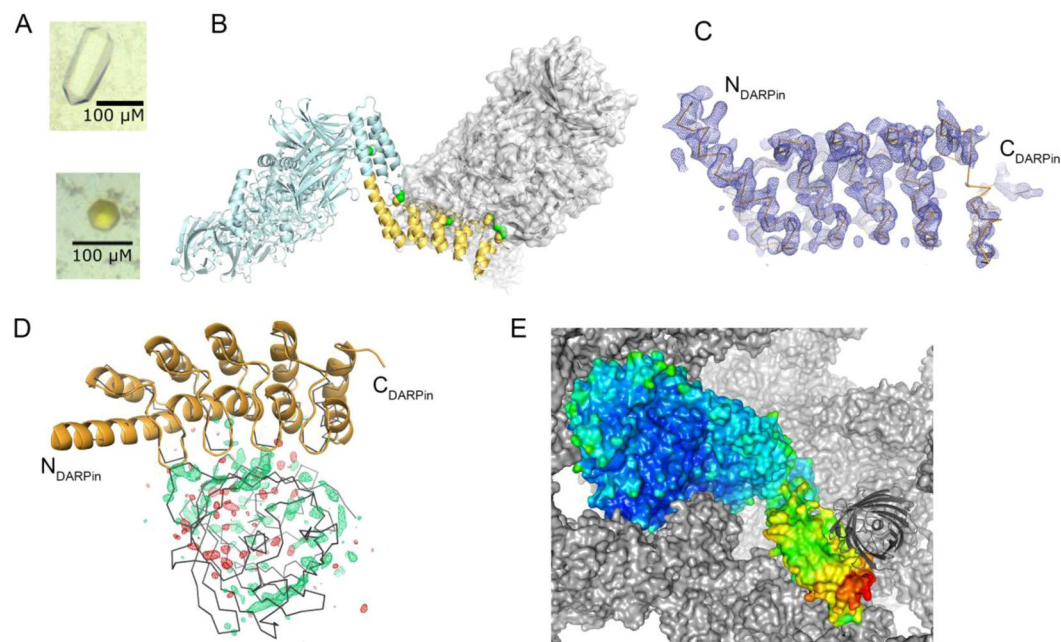 A
B
C
100 µM
100 µM
N DARPin
C DARPin
D
E
C DARPin
N DARPin